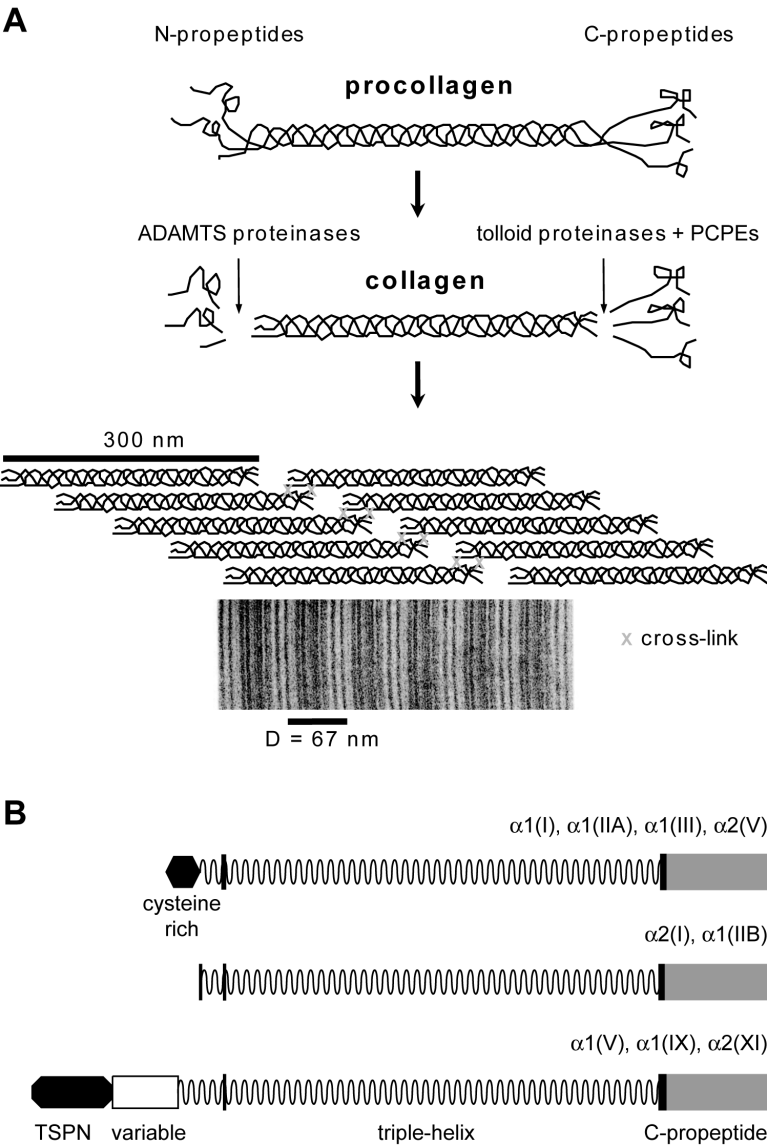 A
N-propeptides C-propeptides
procollagen
ADAMTS proteinases tolloid proteinases + PCPEs
collagen
300 nm
x cross-link
D = 67 nm
B
α1(I), α1(IIA), α1(III), α2(V)
cysteine
rich
α2(I), α1(IIB)
α1(V), α1(IX), α2(XI)
TSPN variable triple-helix C-propeptide